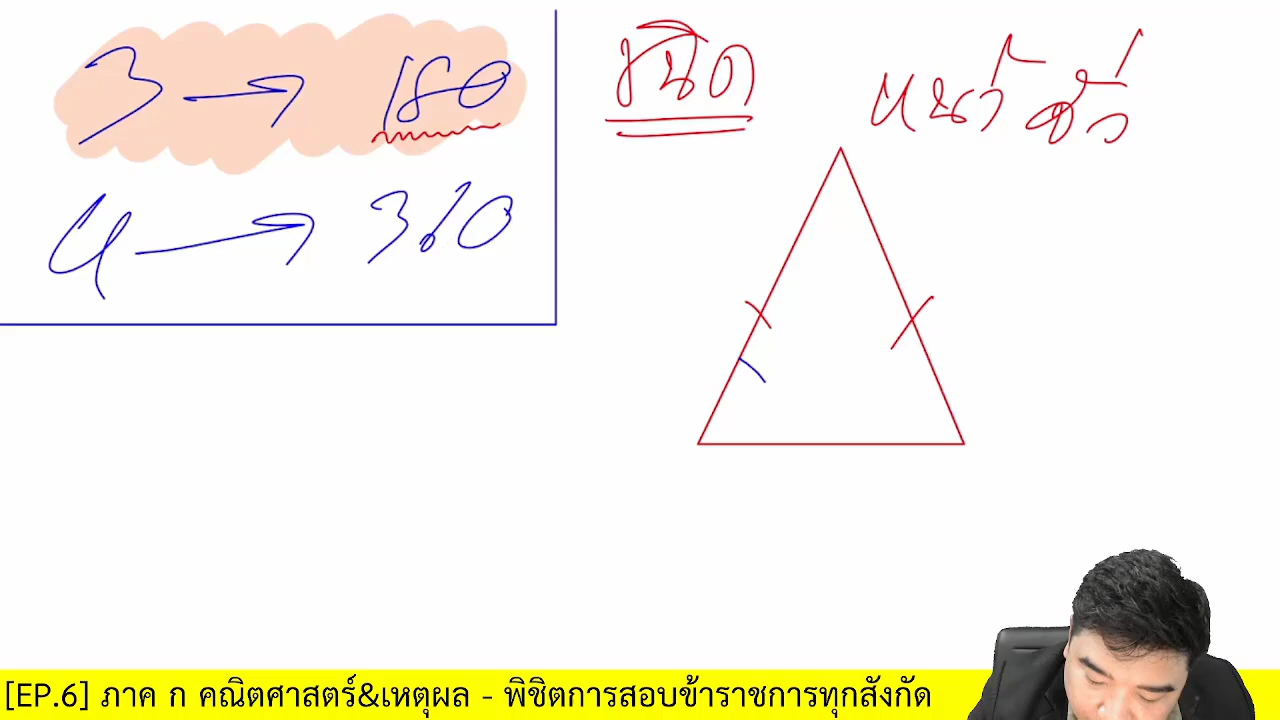 3 → 180
4 → 360
ชนิด
หน้าจั่ว
[EP.6] ภาค ก คณิตศาสตร์&เหตุผล - พิชิตการสอบข้าราชการทุกสังกัด